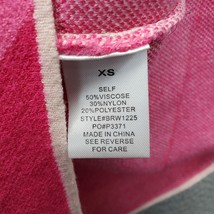 XS
SELF
50%VISCOSE
30%NYLON
20%POLYESTER
STYLE#BRW1225
PO#P3371
MADE IN CHINA
SEE REVERSE
FOR CARE